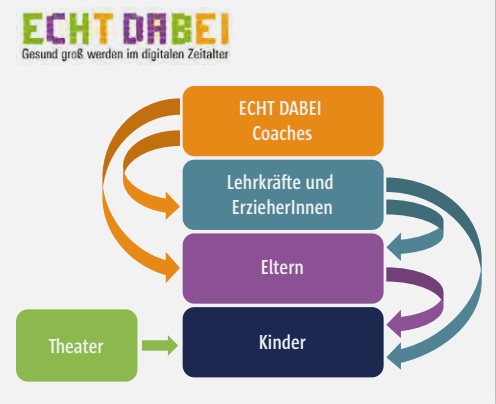 ECHT DABEI
Gesund groß werden im digitalen Zeitalter
ECHT DABEI
Coaches
Lehrkräfte und
ErzieherInnen
Eltern
Theater
Kinder